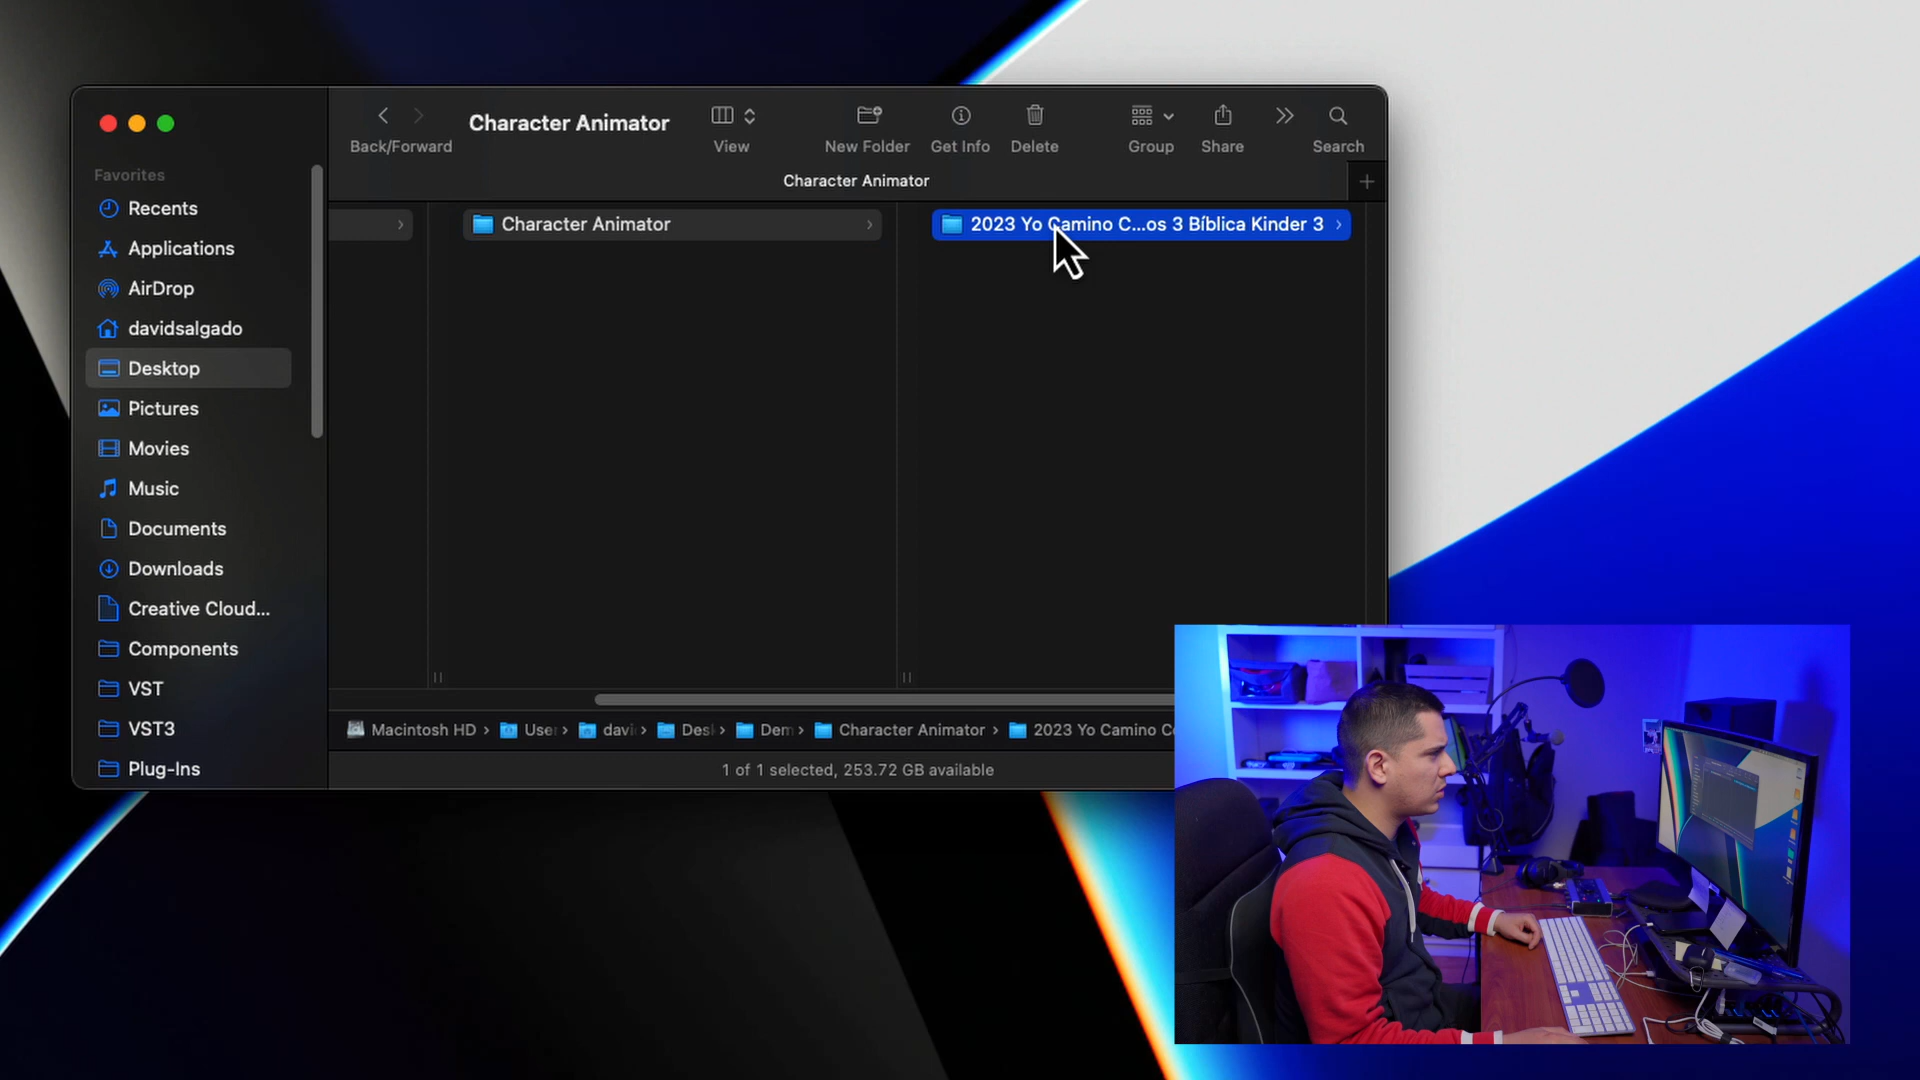 Character Animator
Back/Forward
View
New Folder
Get Info
Delete
Group
Share
Search
Character Animator
Favorites
Recents
Applications
AirDrop
davidsalgado
Desktop
Pictures
Movies
Music
Documents
Downloads
Creative Cloud...
Components
VST
VST3
Plug-Ins
Character Animator
2023 Yo Camino C...os 3 Bíblica Kinder 3
Macintosh HD › User › davi › Desl › Dem › Character Animator › 2023 Yo Camino Co
1 of 1 selected, 253.72 GB available